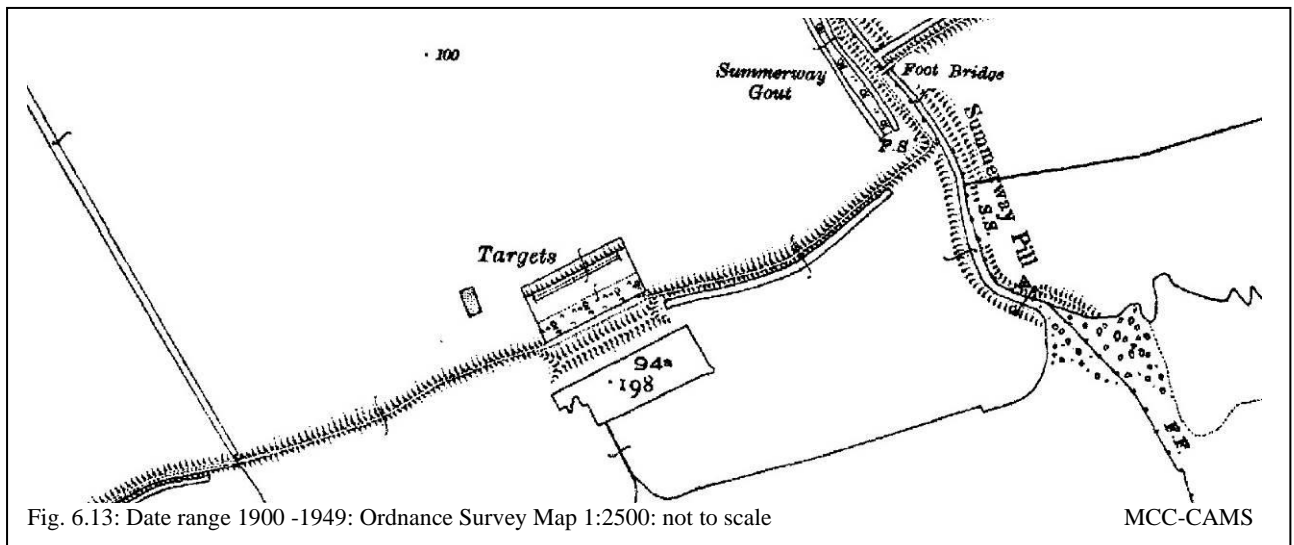 · 100
Summerway
Gout
Foot Bridge
F.S
Summerway Pill
S.S.
Targets
94a
·198
F.F.
Fig. 6.13: Date range 1900 -1949: Ordnance Survey Map 1:2500: not to scale
MCC-CAMS